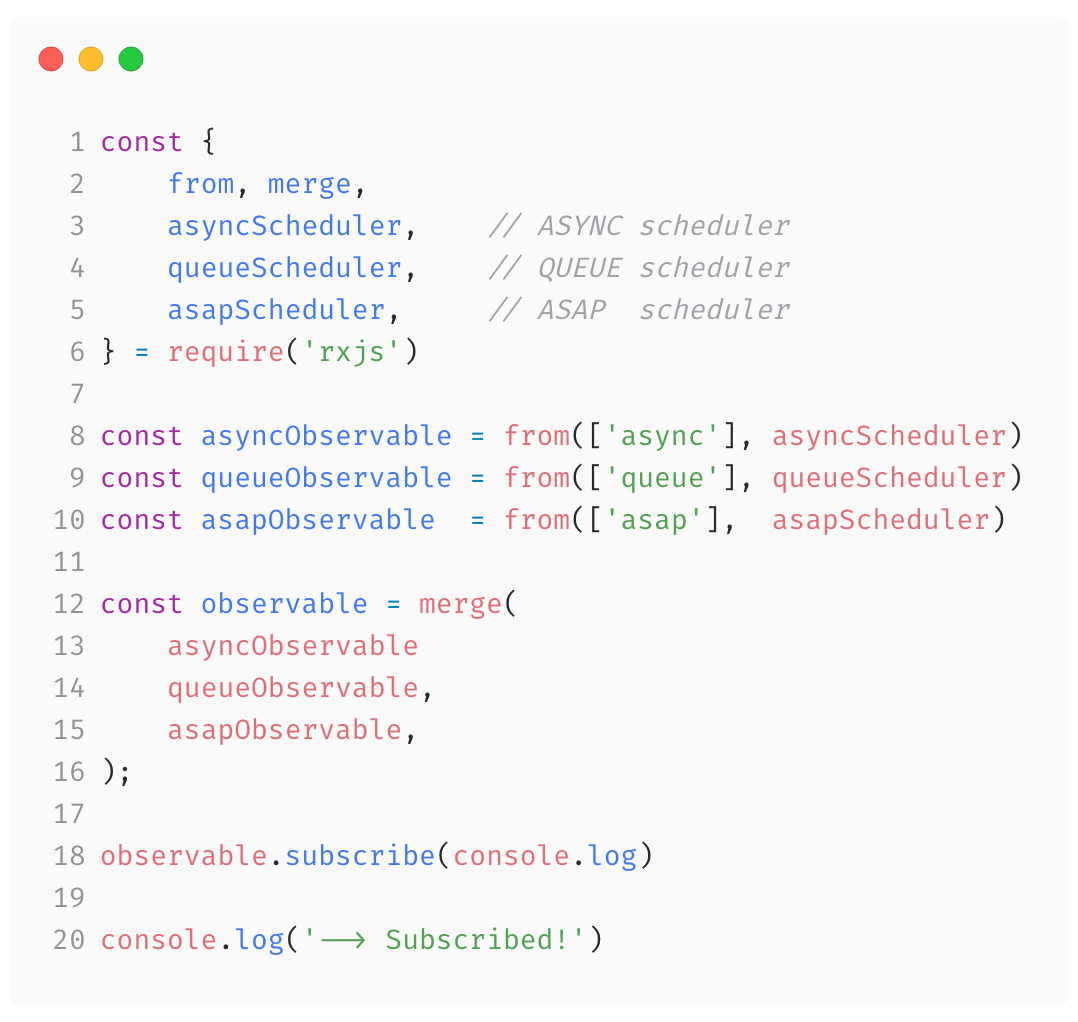 1 const {
2     from, merge,
3     asyncScheduler,    // ASYNC scheduler
4     queueScheduler,    // QUEUE scheduler
5     asapScheduler,     // ASAP  scheduler
6 } = require('rxjs')
7
8 const asyncObservable = from(['async'], asyncScheduler)
9 const queueObservable = from(['queue'], queueScheduler)
10 const asapObservable  = from(['asap'],  asapScheduler)
11
12 const observable = merge(
13     asyncObservable
14     queueObservable,
15     asapObservable,
16 );
17
18 observable.subscribe(console.log)
19
20 console.log('--> Subscribed!')